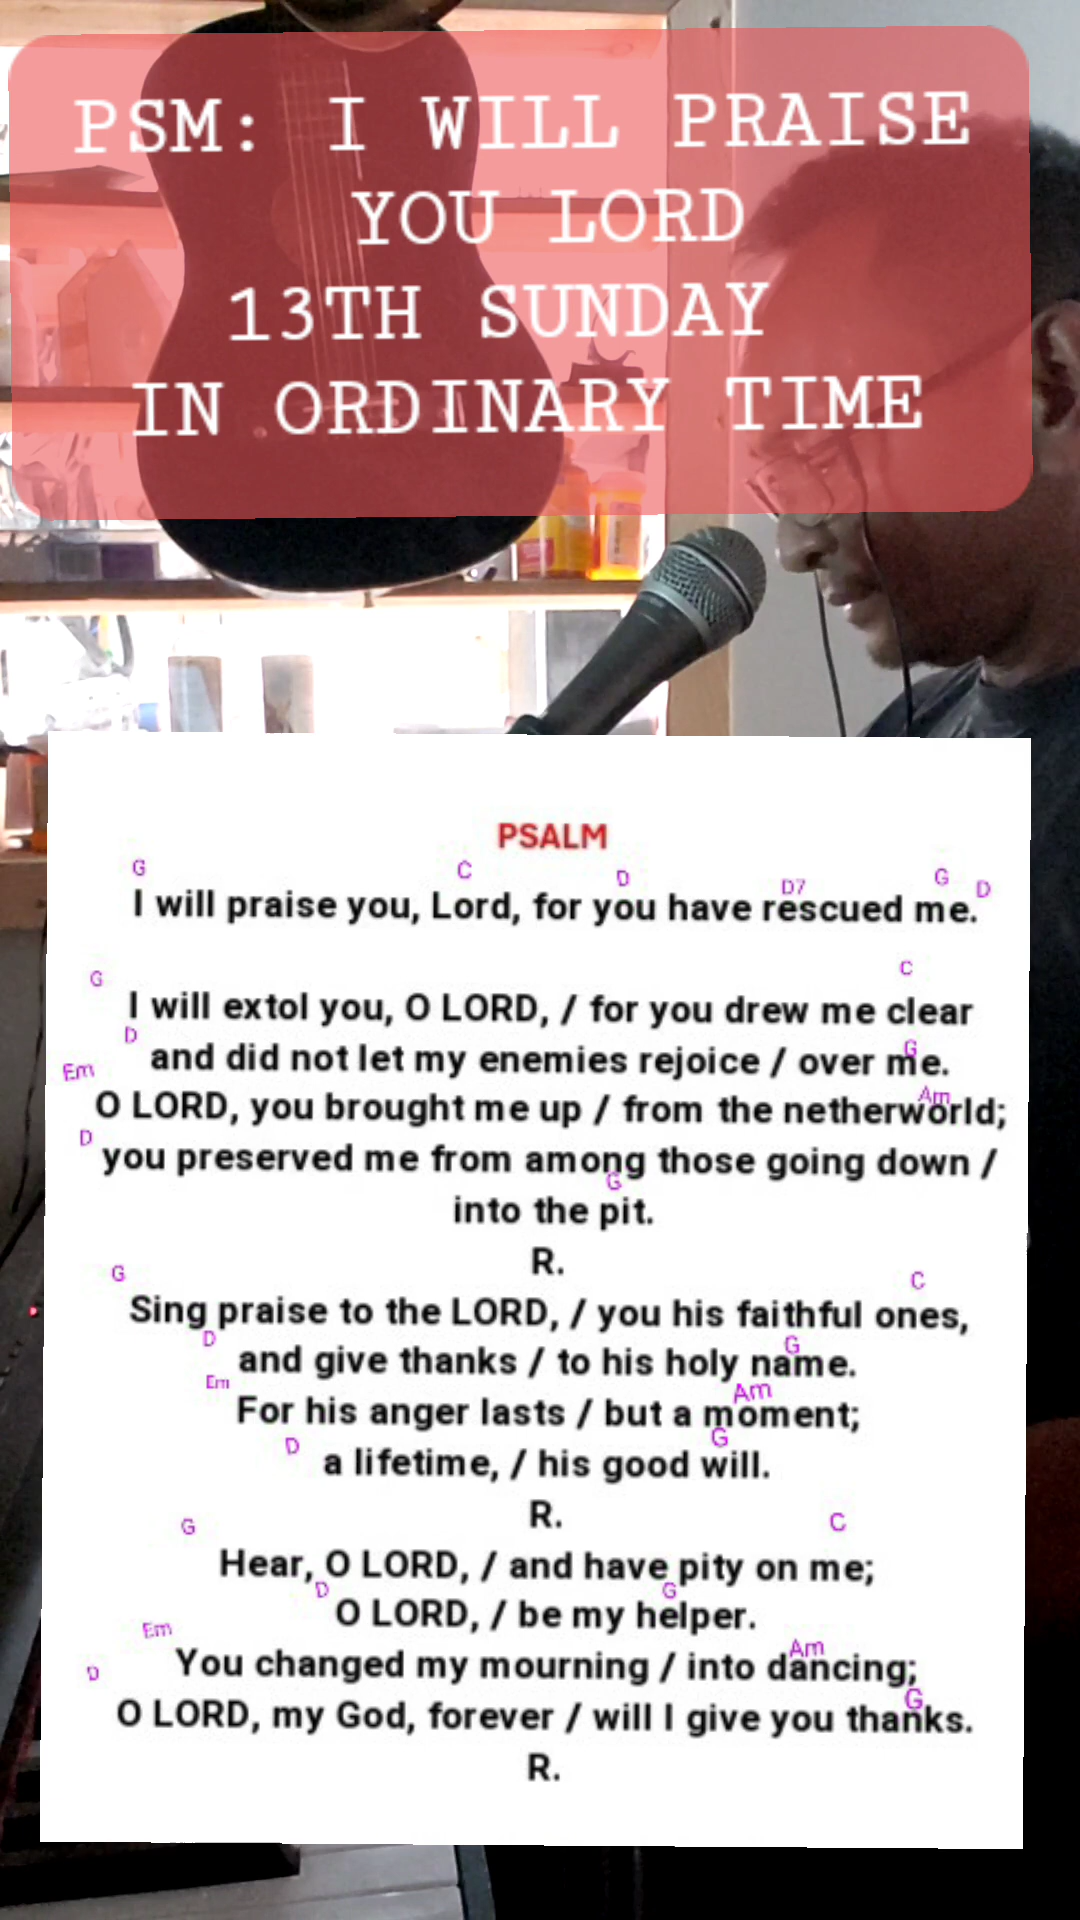 PSM: I WILL PRAISE
YOU LORD
13TH SUNDAY
IN ORDINARY TIME
PSALM
G C D D7 G D
I will praise you, Lord, for you have rescued me.
G C
I will extol you, O LORD, / for you drew me clear
D G
and did not let my enemies rejoice / over me.
Em Am
O LORD, you brought me up / from the netherworld;
D
you preserved me from among those going down /
G
into the pit.
R.
G C
Sing praise to the LORD, / you his faithful ones,
D G
and give thanks / to his holy name.
Em Am
For his anger lasts / but a moment;
D G
a lifetime, / his good will.
R.
G C
Hear, O LORD, / and have pity on me;
D G
O LORD, / be my helper.
Em Am
You changed my mourning / into dancing;
D G
O LORD, my God, forever / will I give you thanks.
R.